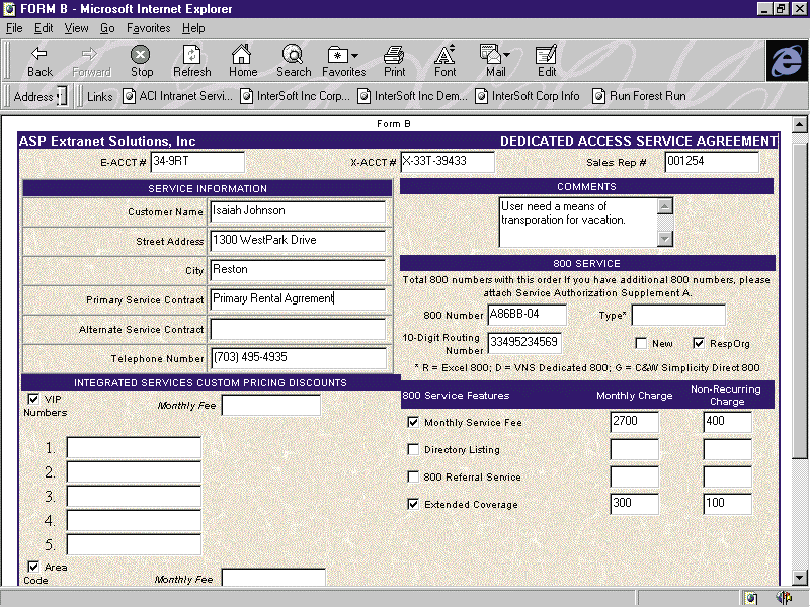 FORM B - Microsoft Internet Explorer
File Edit View Go Favorites Help
Back Forward Stop Refresh Home Search Favorites Print Font Mail Edit
Address Links ACI Intranet Servi... InterSoft Inc Corp... InterSoft Inc Dem... InterSoft Corp Info Run Forest Run
Form B
ASP Extranet Solutions, Inc DEDICATED ACCESS SERVICE AGREEMENT
E-ACCT# 34-9RT X-ACCT# X-33T-39433 Sales Rep # 001254
SERVICE INFORMATION
Customer Name Isaiah Johnson
Street Address 1300 WestPark Drive
City Reston
Primary Service Contract Primary Rental Agrrement
Alternate Service Contract
Telephone Number (703) 495-4935
COMMENTS
User need a means of
transporation for vacation.
800 SERVICE
Total 800 numbers with this order If you have additional 800 numbers, please
attach Service Authorization Supplement A.
800 Number A86BB-04 Type*
10-Digit Routing
Number 33495234569 New RespOrg
* R = Excel 800; D = VNS Dedicated 800; G = C&W Simplicity Direct 800
INTEGRATED SERVICES CUSTOM PRICING DISCOUNTS
VIP
Numbers Monthly Fee
1.
2.
3.
4.
5.
Area
Code Monthly Fee
800 Service Features Monthly Charge Non-Recurring
Charge
Monthly Service Fee 2700 400
Directory Listing
800 Referral Service
Extended Coverage 300 100